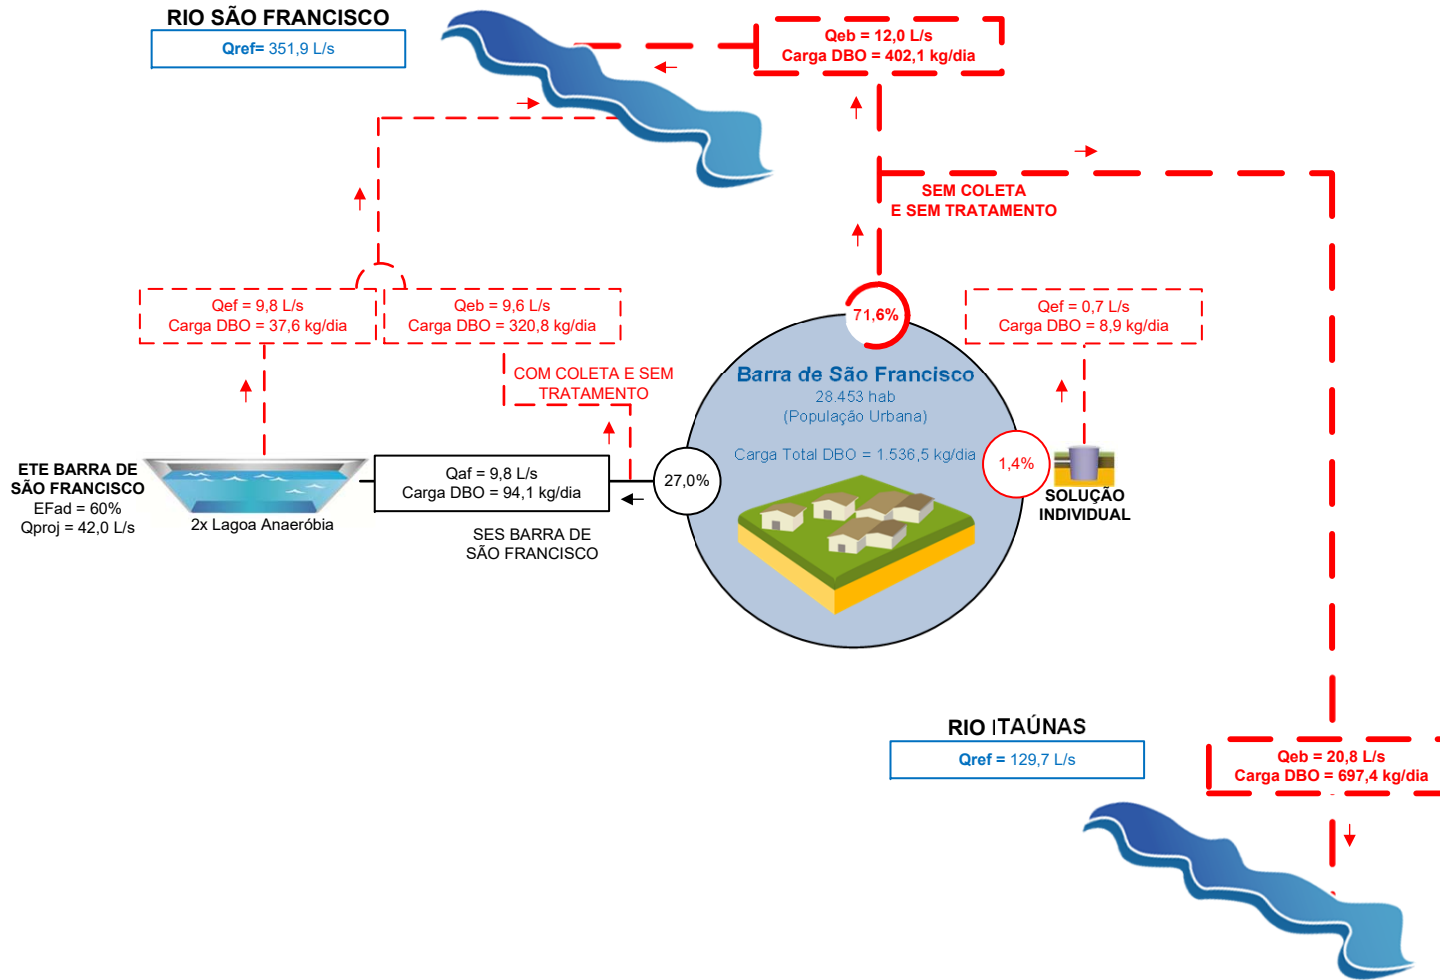 RIO SÃO FRANCISCO
Qref= 351,9 L/s
Qeb = 12,0 L/s
Carga DBO = 402,1 kg/dia
SEM COLETA
E SEM TRATAMENTO
Qef = 9,8 L/s
Carga DBO = 37,6 kg/dia
Qeb = 9,6 L/s
Carga DBO = 320,8 kg/dia
71,6%
Qef = 0,7 L/s
Carga DBO = 8,9 kg/dia
COM COLETA E SEM
TRATAMENTO
Barra de São Francisco
28.453 hab
(População Urbana)
Carga Total DBO = 1.536,5 kg/dia
ETE BARRA DE
SÃO FRANCISCO
EFad = 60%
Qproj = 42,0 L/s
2x Lagoa Anaeróbia
Qaf = 9,8 L/s
Carga DBO = 94,1 kg/dia
27,0%
1,4%
SOLUÇÃO
INDIVIDUAL
SES BARRA DE
SÃO FRANCISCO
RIO ITAÚNAS
Qref = 129,7 L/s
Qeb = 20,8 L/s
Carga DBO = 697,4 kg/dia